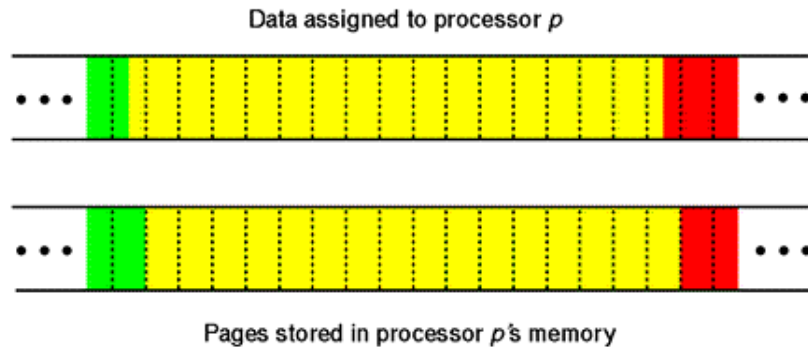 Data assigned to processor p
Pages stored in processor p's memory